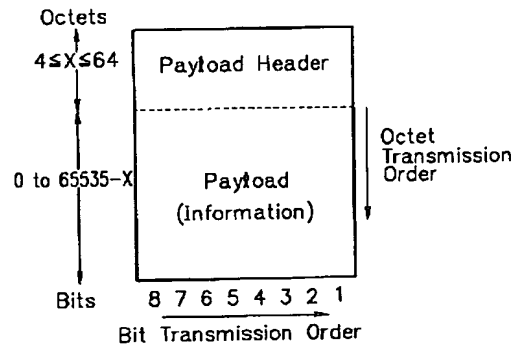 Octets
4≤X≤64
Payload Header
Octet
Transmission
Order
0 to 65535-X
Payload
(Information)
Bits
8 7 6 5 4 3 2 1
Bit Transmission Order